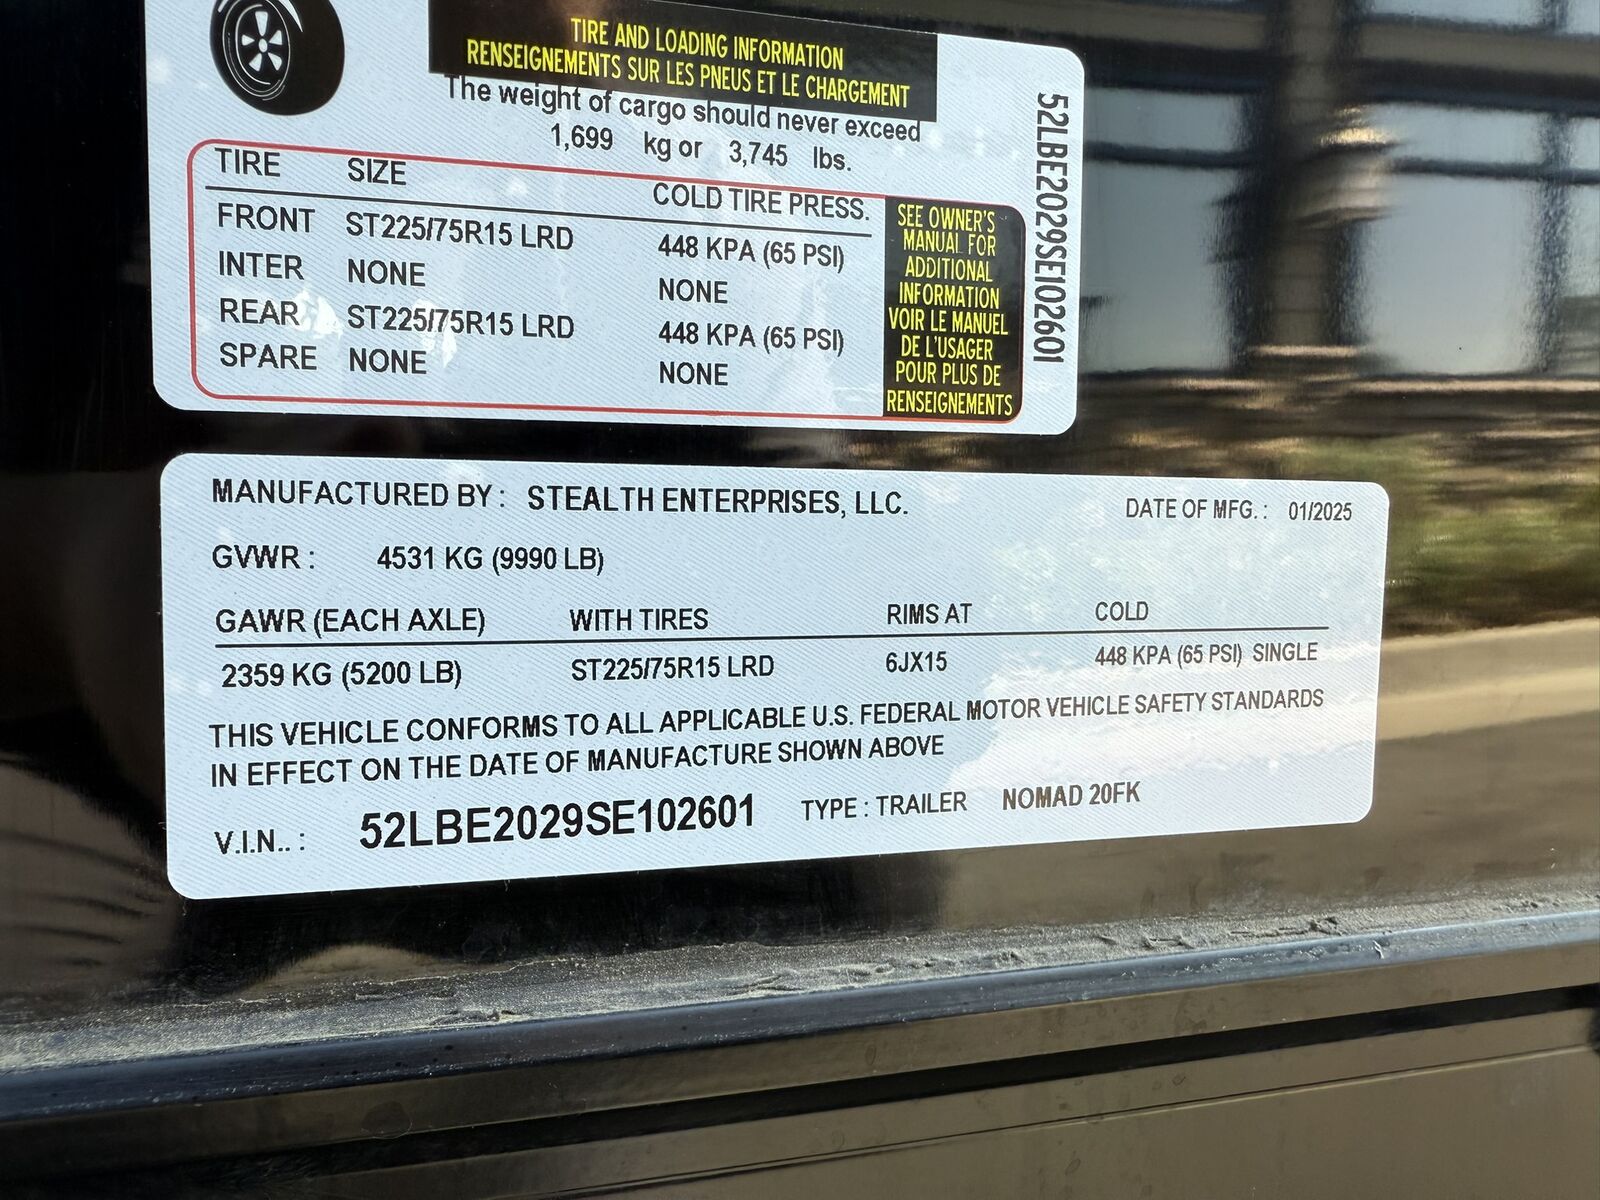 TIRE AND LOADING INFORMATION
RENSEIGNEMENTS SUR LES PNEUS ET LE CHARGEMENT
The weight of cargo should never exceed
1,699 kg or 3,745 lbs.
TIRE SIZE COLD TIRE PRESS.
FRONT ST225/75R15 LRD 448 KPA (65 PSI)
INTER NONE NONE
REAR ST225/75R15 LRD 448 KPA (65 PSI)
SPARE NONE NONE
SEE OWNER'S
MANUAL FOR
ADDITIONAL
INFORMATION
VOIR LE MANUEL
DE L'USAGER
POUR PLUS DE
RENSEIGNEMENTS
52LBE2029SE102601
MANUFACTURED BY : STEALTH ENTERPRISES, LLC. DATE OF MFG. : 01/2025
GVWR : 4531 KG (9990 LB)
GAWR (EACH AXLE) WITH TIRES RIMS AT COLD
2359 KG (5200 LB) ST225/75R15 LRD 6JX15 448 KPA (65 PSI) SINGLE
THIS VEHICLE CONFORMS TO ALL APPLICABLE U.S. FEDERAL MOTOR VEHICLE SAFETY STANDARDS
IN EFFECT ON THE DATE OF MANUFACTURE SHOWN ABOVE
V.I.N.. : 52LBE2029SE102601 TYPE : TRAILER NOMAD 20FK